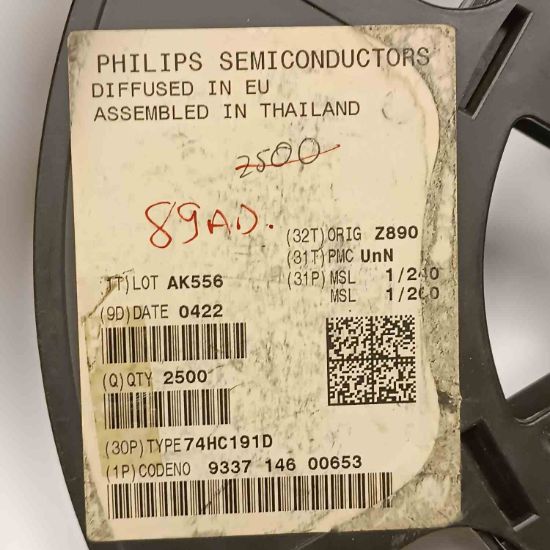 PHILIPS SEMICONDUCTORS
DIFFUSED IN EU
ASSEMBLED IN THAILAND
2500
89AD.
(32T)ORIG Z890
(31T)PMC UnN
(1T)LOT AK556 (31P)MSL 1/240
MSL 1/260
(9D)DATE 0422
(Q)QTY 2500
(30P)TYPE74HC191D
(1P)CODENO 9337 146 00653